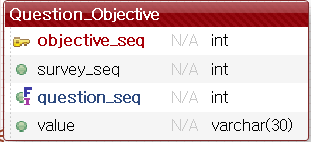 Question_Objective
objective_seq N/A int
survey_seq N/A int
question_seq N/A int
value N/A varchar(30)